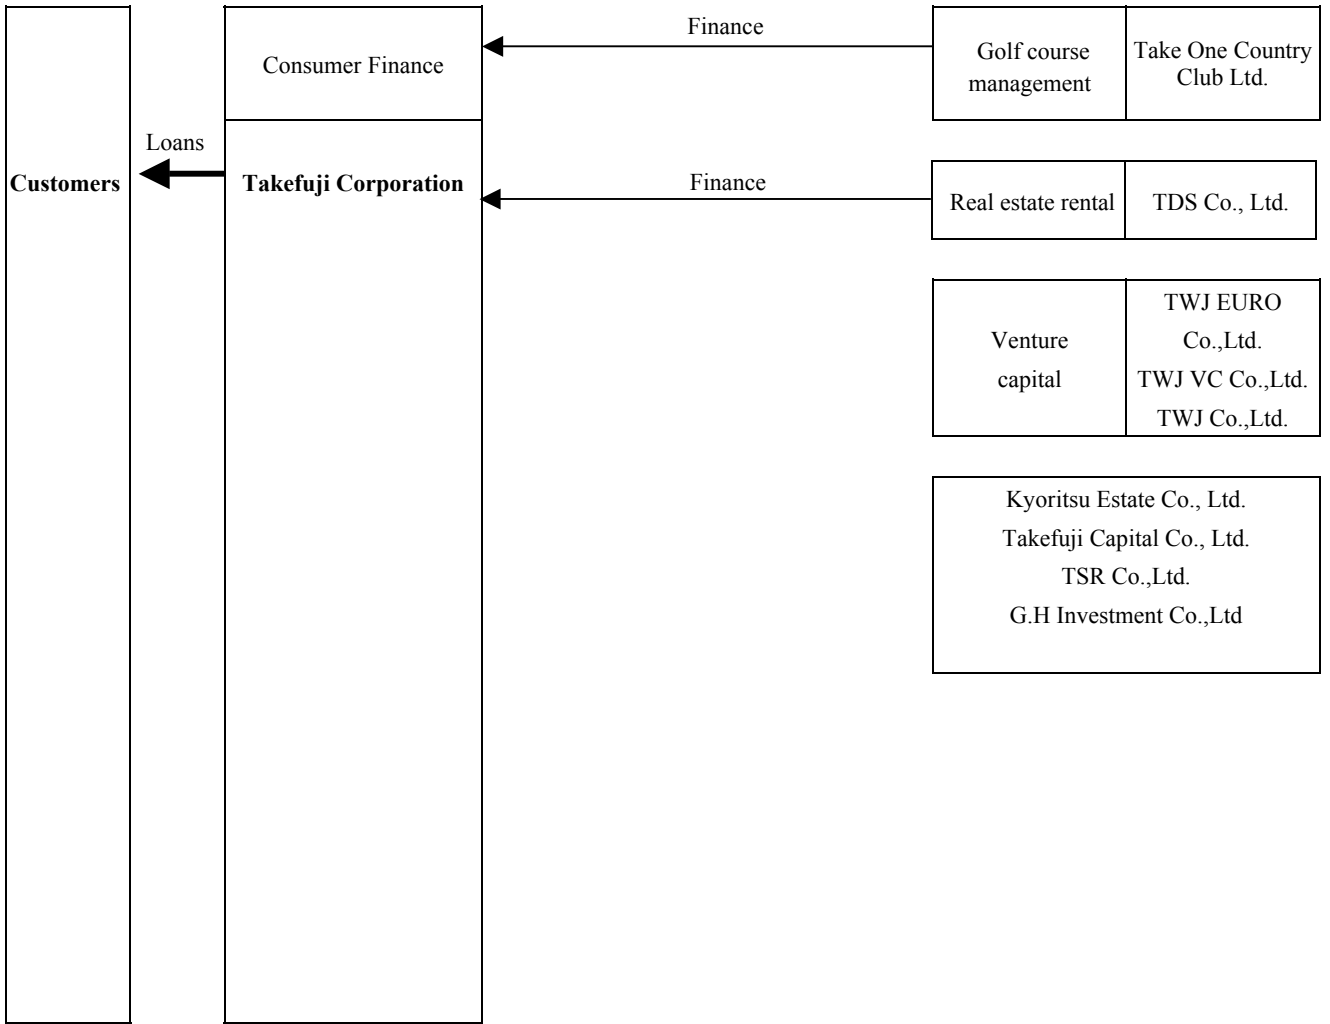 Finance
Consumer Finance
Golf course
management
Take One Country
Club Ltd.
Loans
Customers
Takefuji Corporation
Finance
Real estate rental
TDS Co., Ltd.
Venture
capital
TWJ EURO
Co.,Ltd.
TWJ VC Co.,Ltd.
TWJ Co.,Ltd.
Kyoritsu Estate Co., Ltd.
Takefuji Capital Co., Ltd.
TSR Co.,Ltd.
G.H Investment Co.,Ltd